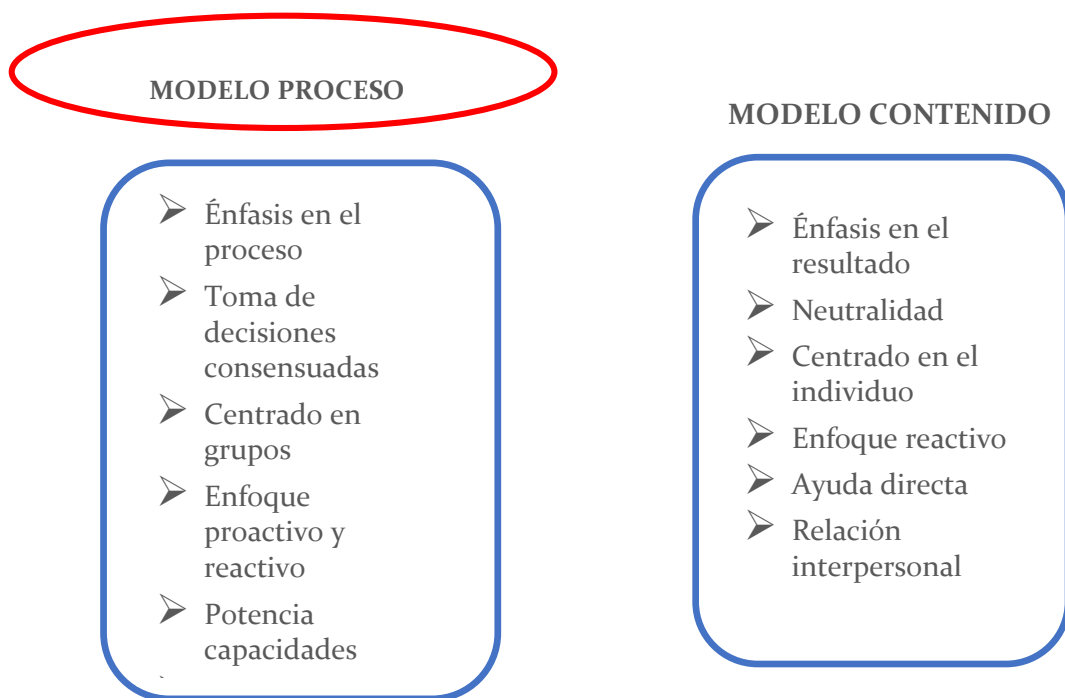 MODELO PROCESO
➢ Énfasis en el
proceso
➢ Toma de
decisiones
consensuadas
➢ Centrado en
grupos
➢ Enfoque
proactivo y
reactivo
➢ Potencia
capacidades
MODELO CONTENIDO
➢ Énfasis en el
resultado
➢ Neutralidad
➢ Centrado en el
individuo
➢ Enfoque reactivo
➢ Ayuda directa
➢ Relación
interpersonal